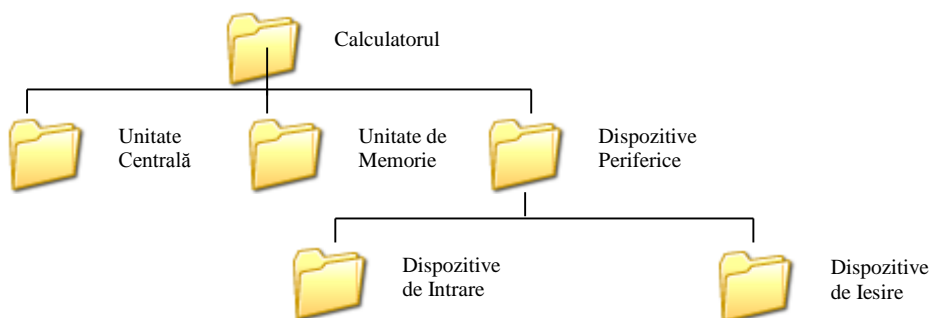 Calculatorul
Unitate
Centrală
Unitate de
Memorie
Dispozitive
Periferice
Dispozitive
de Intrare
Dispozitive
de Iesire